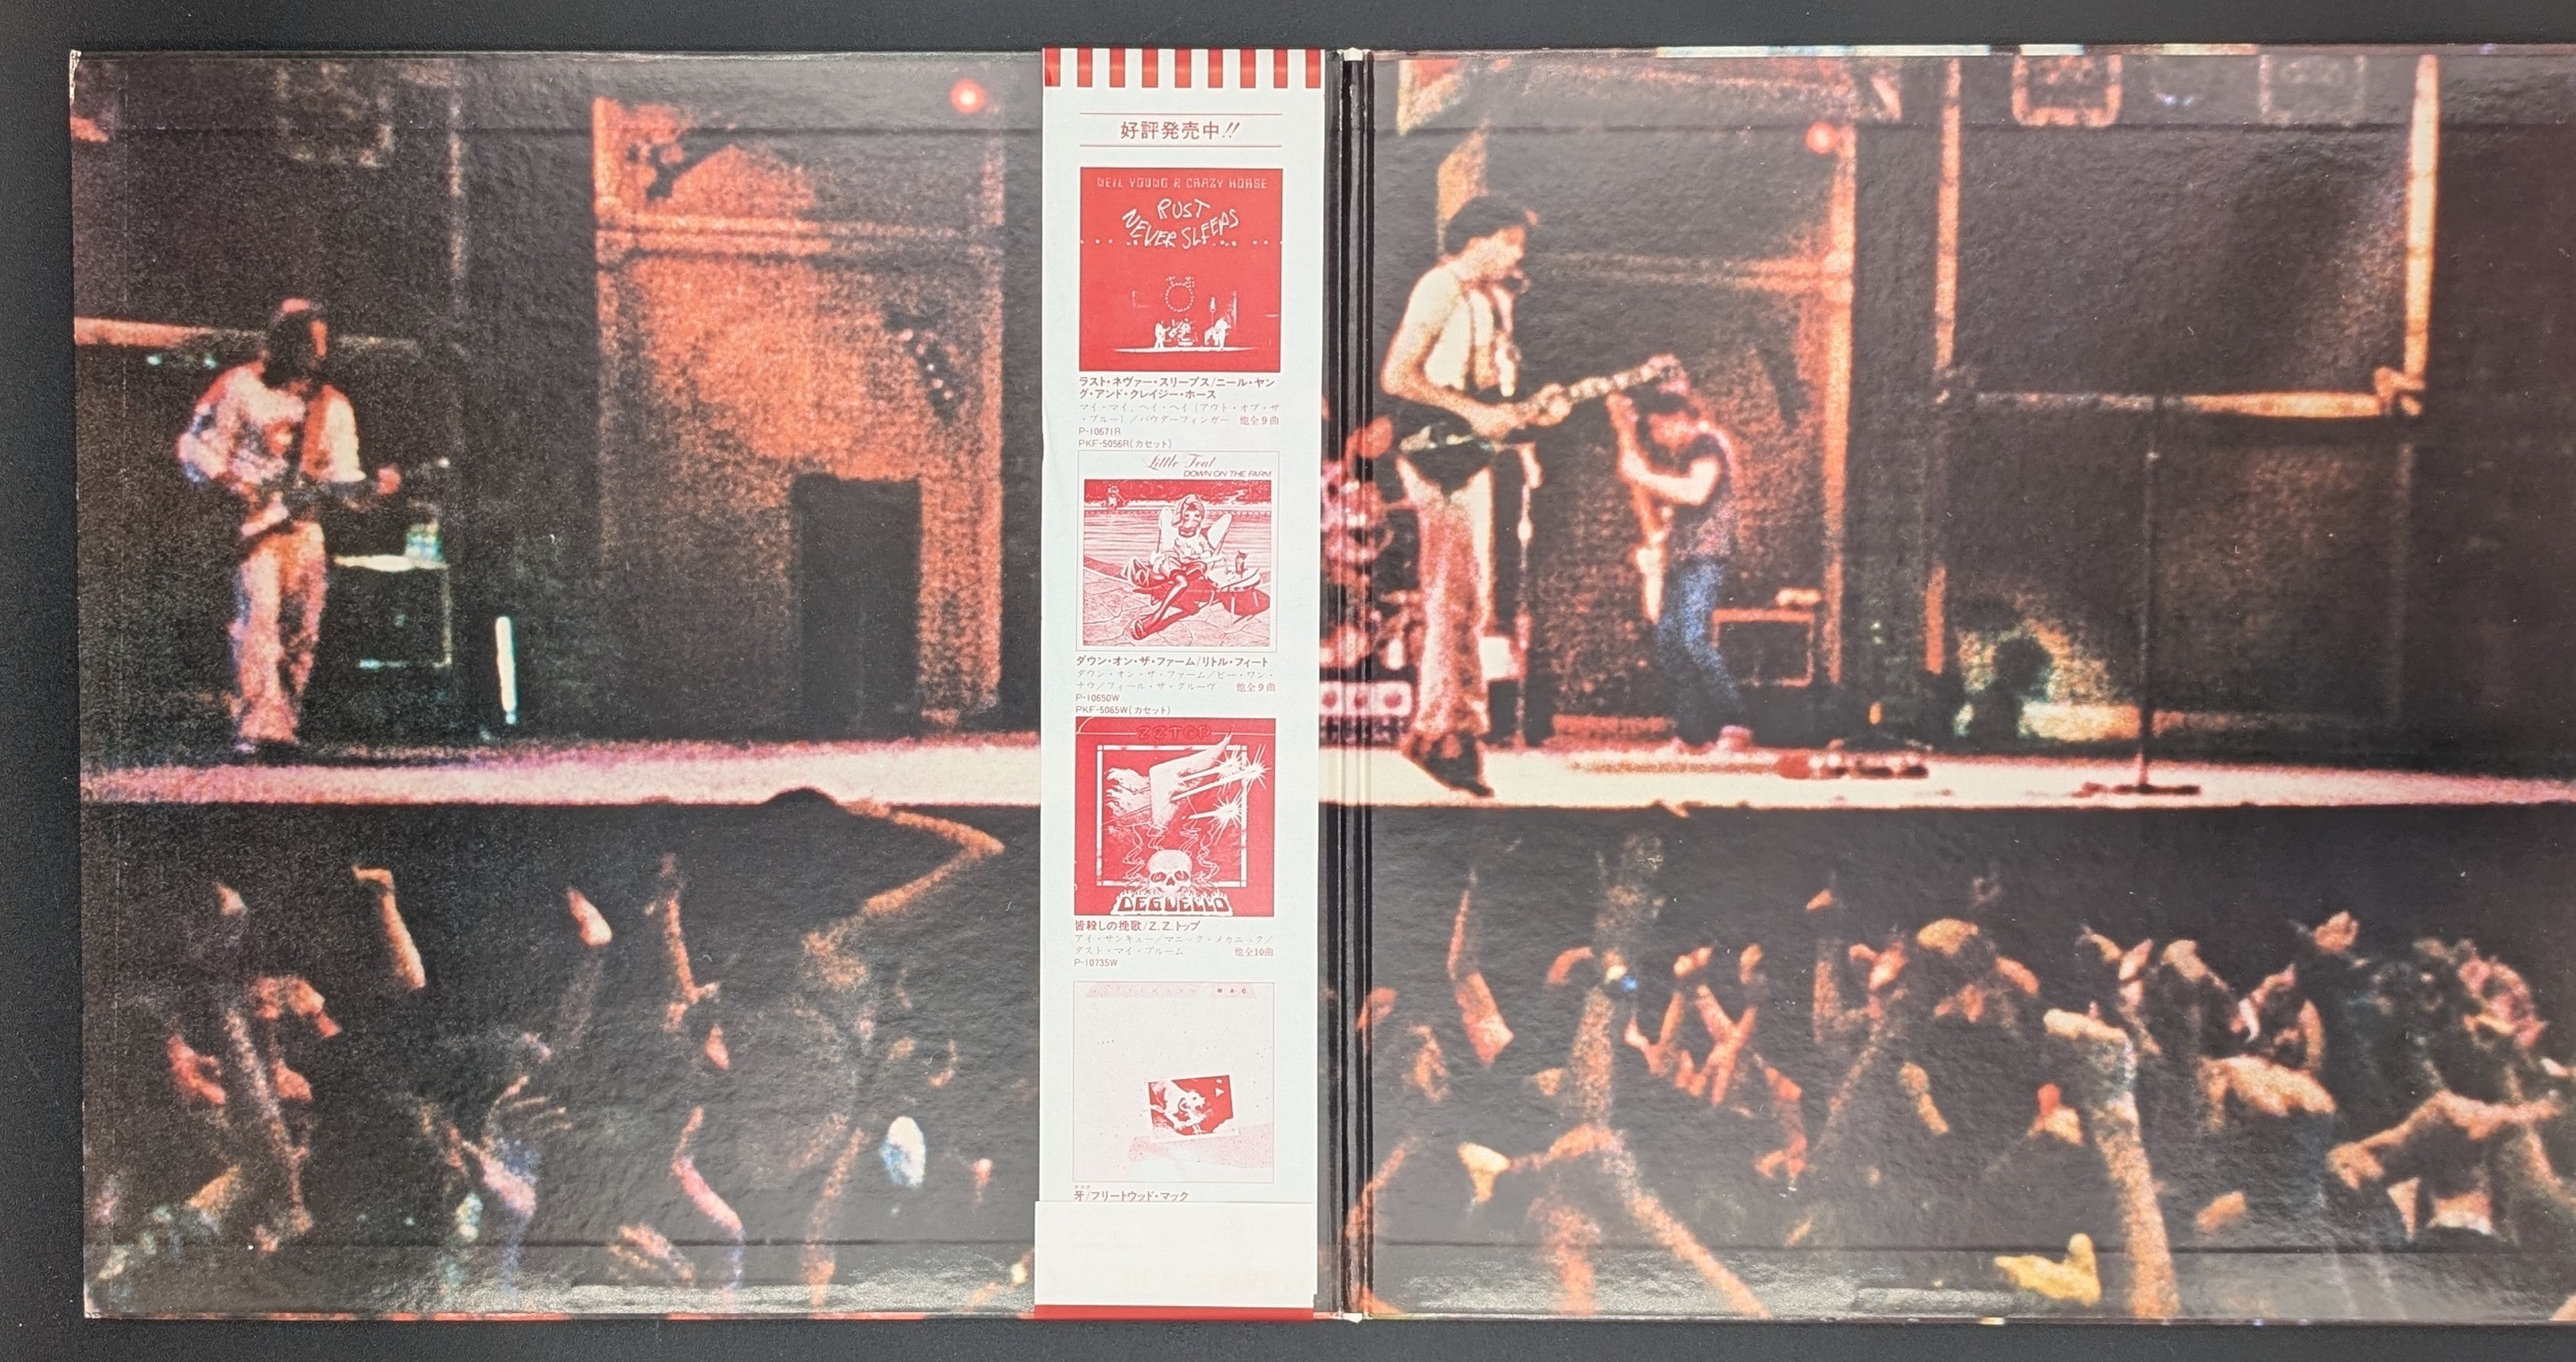 好評発売中!!
NEIL YOUNG & CRAZY HORSE
RUST
NEVER SLEEPS
ラスト・ネヴァー・スリープス/ニール・ヤン
グ・アンド・クレイジー・ホース
マイ・マイ、ヘイ・ヘイ(アウト・オブ・ザ
・ブルー)/パウダーフィンガー 他全9曲
P-10671R
PKF-5056R(カセット)
Little Feat
DOWN ON THE FARM
ダウン・オン・ザ・ファーム/リトル・フィート
ダウン・オン・ザ・ファーム/ビー・ワン・
ナウ/フィール・ザ・グルーヴ 他全9曲
P-10650W
PKF-5065W(カセット)
ZZ TOP
DEGUELLO
皆殺しの挽歌/Z.Z.トップ
アイ・サンキュー/マニック・メカニック/
ダスト・マイ・ブルーム 他全10曲
P-10735W
牙/フリートウッド・マック